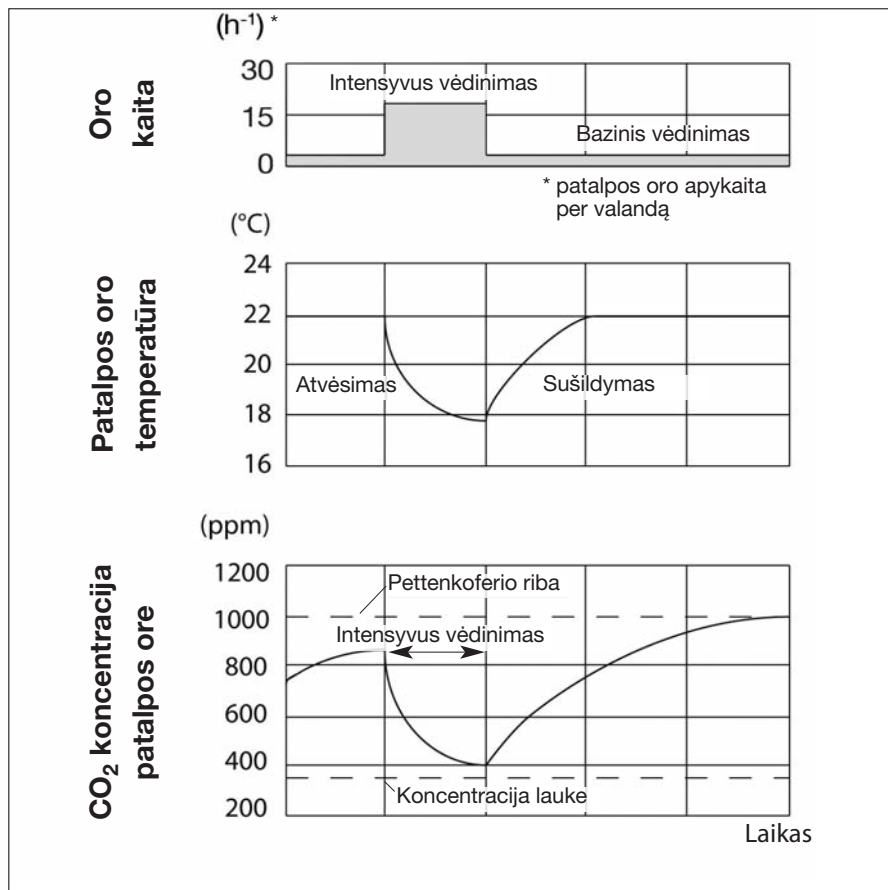 (h⁻¹) *
Oro
kaita
30
15
0
Intensyvus vėdinimas
Bazinis vėdinimas
* patalpos oro apykaita
per valandą
(°C)
Patalpos oro
temperatūra
24
22
20
18
16
Atvėsimas
Sušildymas
(ppm)
CO₂ koncentracija
patalpos ore
1200
1000
800
600
400
200
Pettenkoferio riba
Intensyvus vėdinimas
Koncentracija lauke
Laikas